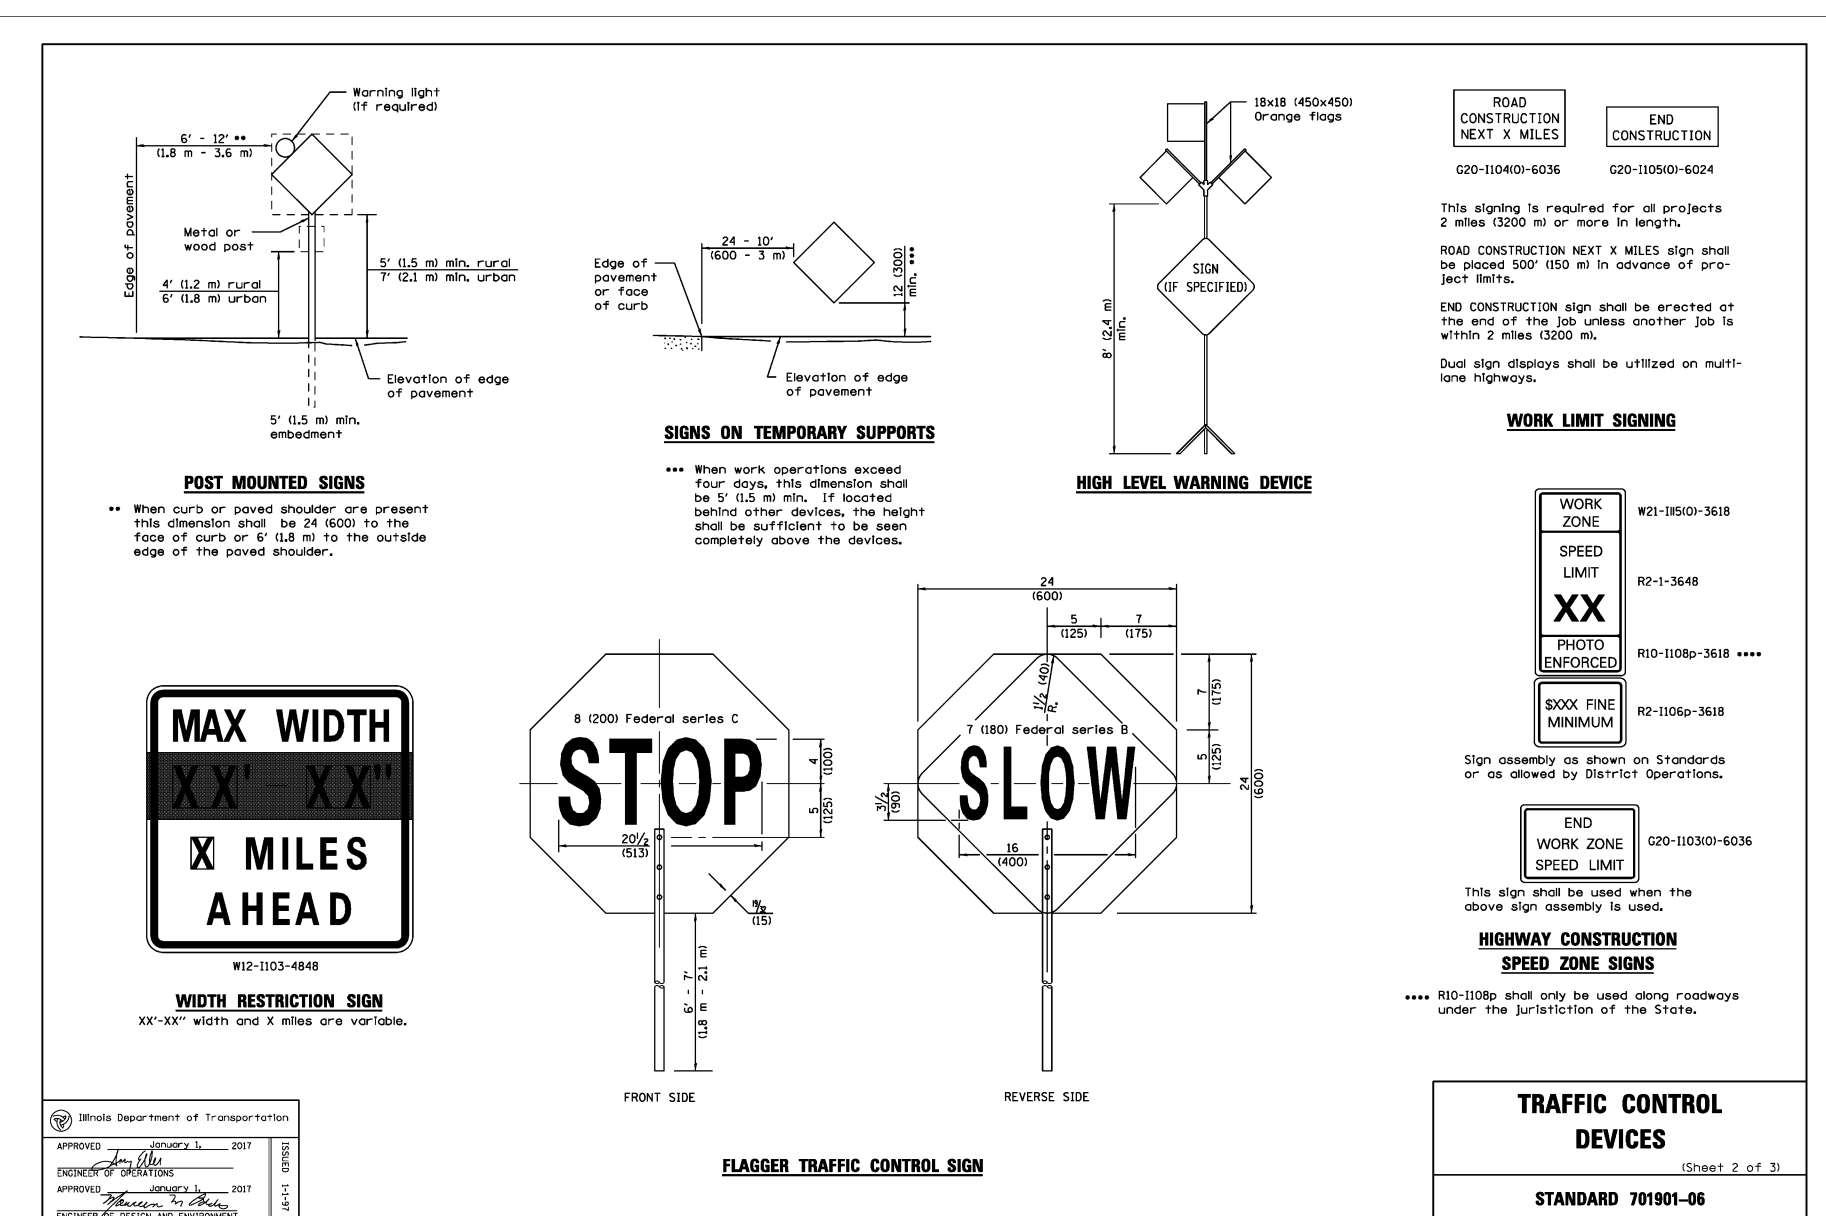 Warning light
(if required)
6' - 12' ••
(1.8 m - 3.6 m)
Edge of pavement
Metal or
wood post
5' (1.5 m) min. rural
7' (2.1 m) min. urban
4' (1.2 m) rural
6' (1.8 m) urban
Elevation of edge
of pavement
5' (1.5 m) min.
embedment
POST MOUNTED SIGNS
•• When curb or paved shoulder are present
this dimension shall be 24 (600) to the
face of curb or 6' (1.8 m) to the outside
edge of the paved shoulder.
24 - 10'
(600 - 3 m)
12 (300)
min. •••
Edge of
pavement
or face
of curb
Elevation of edge
of pavement
SIGNS ON TEMPORARY SUPPORTS
••• When work operations exceed
four days, this dimension shall
be 5' (1.5 m) min. If located
behind other devices, the height
shall be sufficient to be seen
completely above the devices.
18x18 (450x450)
Orange flags
SIGN
(IF SPECIFIED)
8' (2.4 m)
min.
HIGH LEVEL WARNING DEVICE
ROAD
CONSTRUCTION
NEXT X MILES
G20-I104(0)-6036
END
CONSTRUCTION
G20-I105(0)-6024
This signing is required for all projects
2 miles (3200 m) or more in length.
ROAD CONSTRUCTION NEXT X MILES sign shall
be placed 500' (150 m) in advance of pro-
ject limits.
END CONSTRUCTION sign shall be erected at
the end of the job unless another job is
within 2 miles (3200 m).
Dual sign displays shall be utilized on multi-
lane highways.
WORK LIMIT SIGNING
WORK
ZONE
W21-I115(0)-3618
SPEED
LIMIT
XX
R2-1-3648
PHOTO
ENFORCED
R10-I108p-3618 ••••
$XXX FINE
MINIMUM
R2-I106p-3618
Sign assembly as shown on Standards
or as allowed by District Operations.
END
WORK ZONE
SPEED LIMIT
G20-I103(0)-6036
This sign shall be used when the
above sign assembly is used.
HIGHWAY CONSTRUCTION
SPEED ZONE SIGNS
•••• R10-I108p shall only be used along roadways
under the juristiction of the State.
MAX WIDTH
XX' - XX"
X MILES
AHEAD
W12-I103-4848
WIDTH RESTRICTION SIGN
XX'-XX" width and X miles are variable.
8 (200) Federal series C
STOP
4
(100)
5
(125)
20 1/2
(513)
19/32
(15)
6' - 7'
(1.8 m - 2.1 m)
FRONT SIDE
24
(600)
5
(125)
7
(175)
1 1/2 (40)
R.
7
(175)
5
(125)
24
(600)
7 (180) Federal series B
SLOW
3 1/2
(90)
16
(400)
REVERSE SIDE
FLAGGER TRAFFIC CONTROL SIGN
Illinois Department of Transportation
APPROVED January 1, 2017
ENGINEER OF OPERATIONS
APPROVED January 1, 2017
ENGINEER OF DESIGN AND ENVIRONMENT
ISSUED 1-1-97
TRAFFIC CONTROL
DEVICES
(Sheet 2 of 3)
STANDARD 701901-06